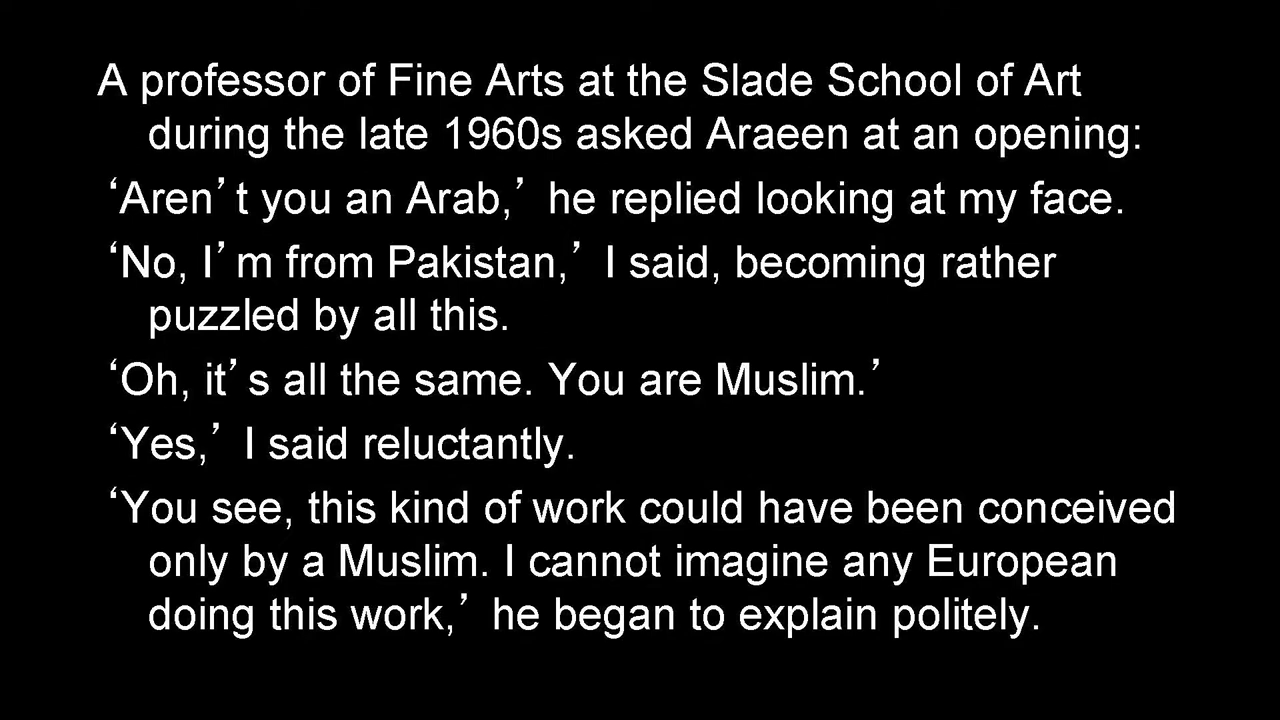 A professor of Fine Arts at the Slade School of Art
during the late 1960s asked Araeen at an opening:
‘Aren’t you an Arab,’ he replied looking at my face.
‘No, I’m from Pakistan,’ I said, becoming rather
puzzled by all this.
‘Oh, it’s all the same. You are Muslim.’
‘Yes,’ I said reluctantly.
‘You see, this kind of work could have been conceived
only by a Muslim. I cannot imagine any European
doing this work,’ he began to explain politely.